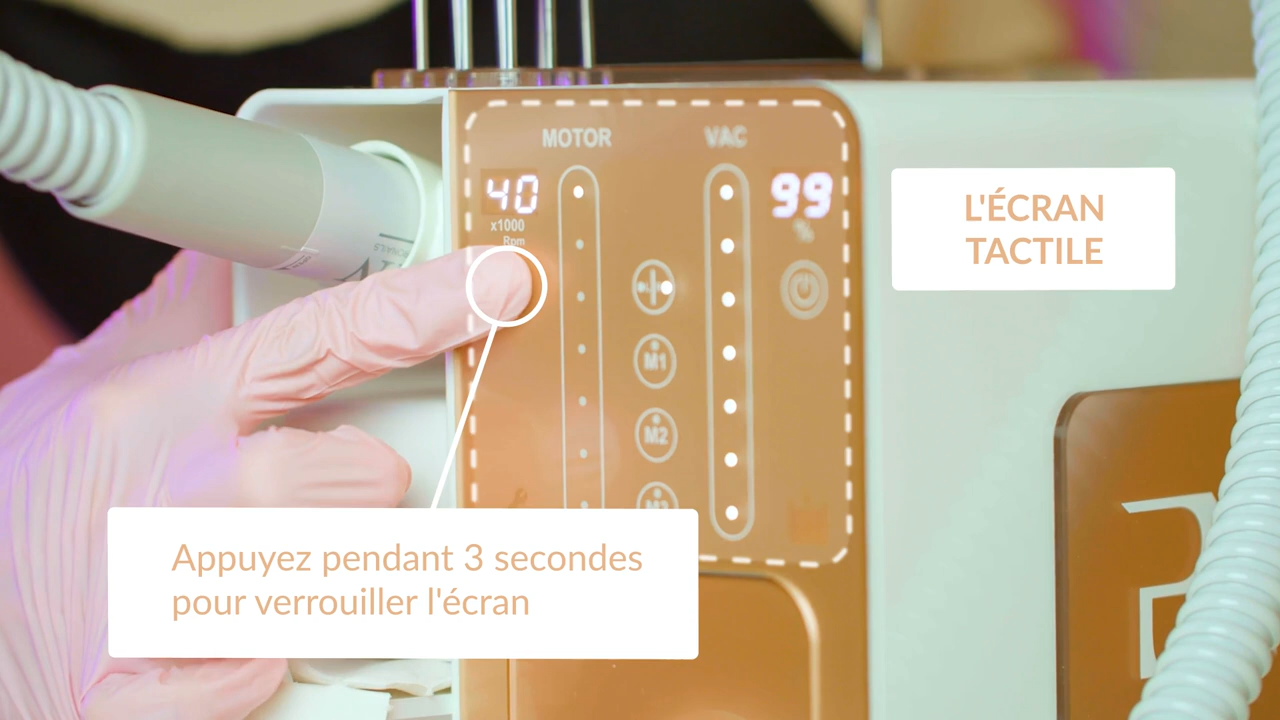 MOTOR
VAC
40
99
x1000
%
Rpm
L'ÉCRAN
TACTILE
M1
M2
Appuyez pendant 3 secondes
pour verrouiller l'écran